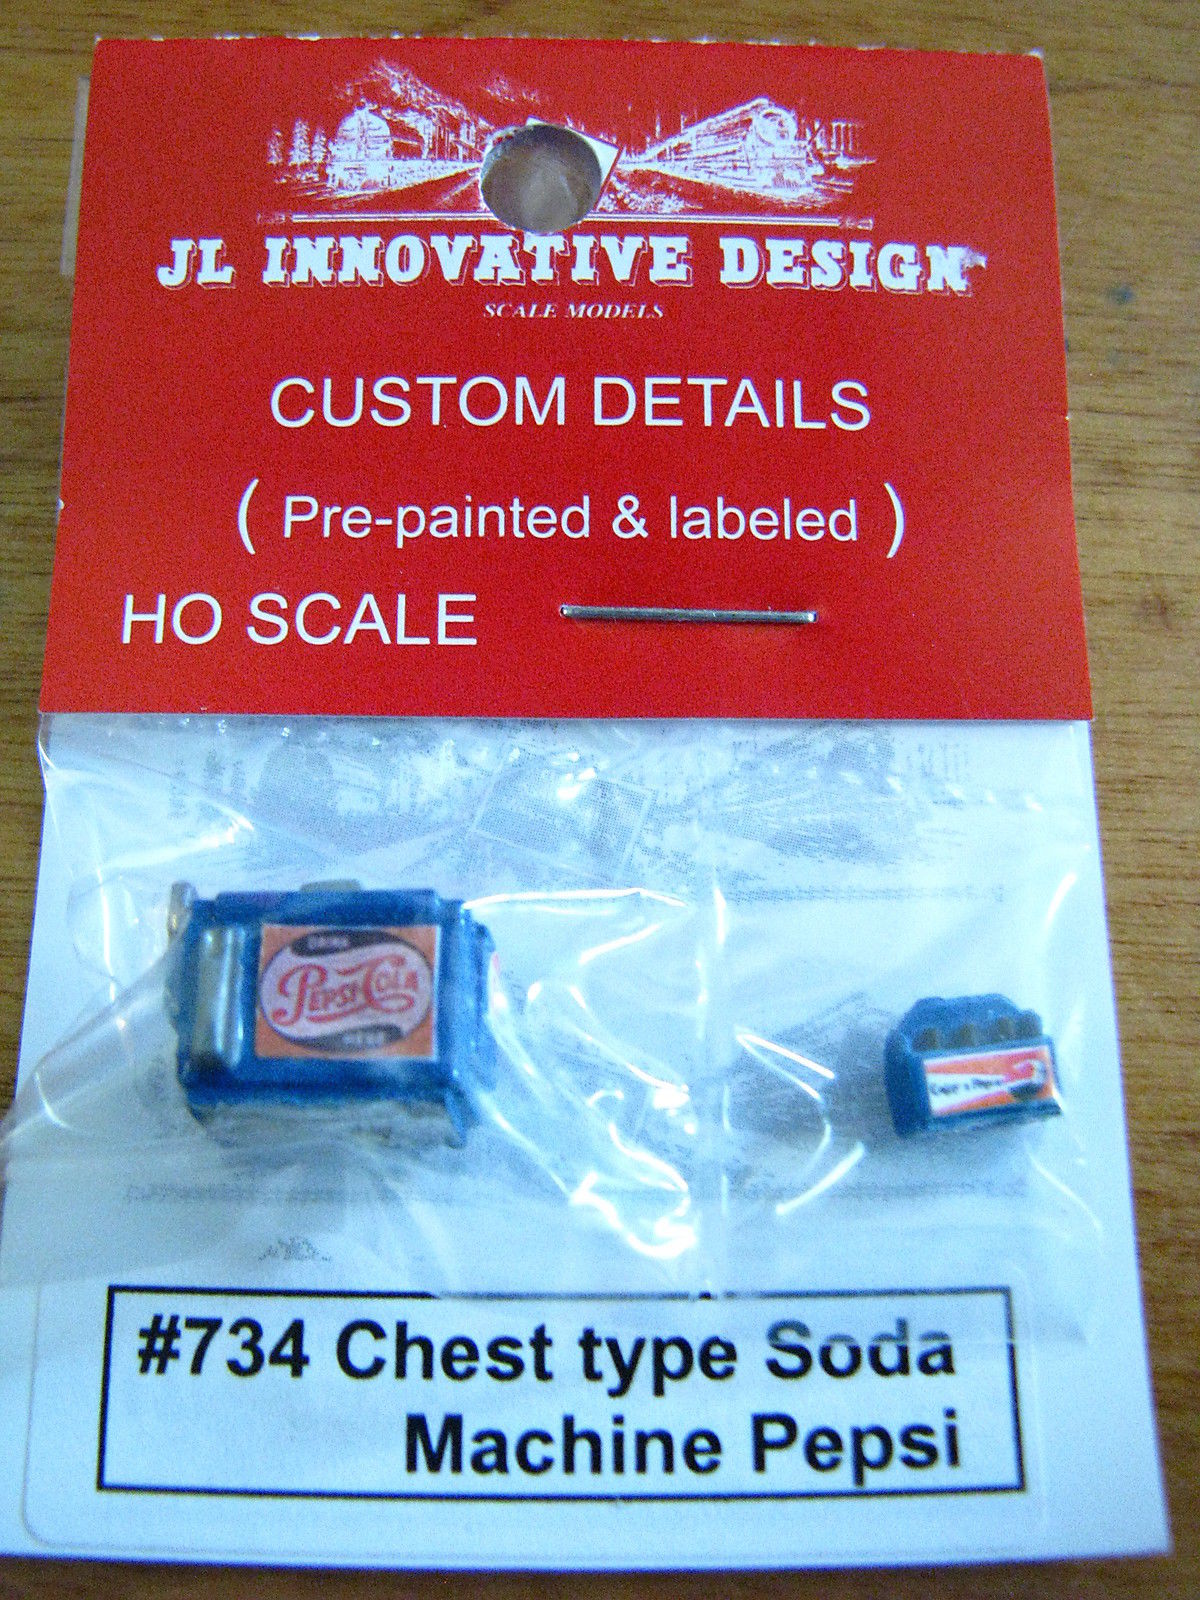 JL INNOVATIVE DESIGN
SCALE MODELS
CUSTOM DETAILS
( Pre-painted & labeled )
HO SCALE
PEPSI-COLA
#734 Chest type Soda
Machine Pepsi